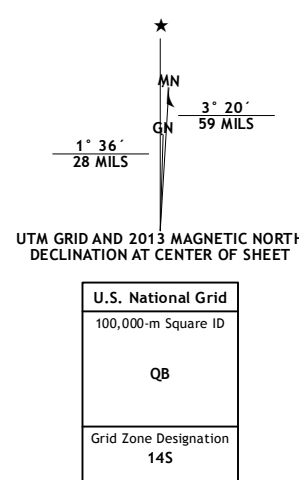 ★
MN
3° 20´
59 MILS
GN
1° 36´
28 MILS
UTM GRID AND 2013 MAGNETIC NORTH
DECLINATION AT CENTER OF SHEET
U.S. National Grid
100,000-m Square ID
QB
Grid Zone Designation
14S